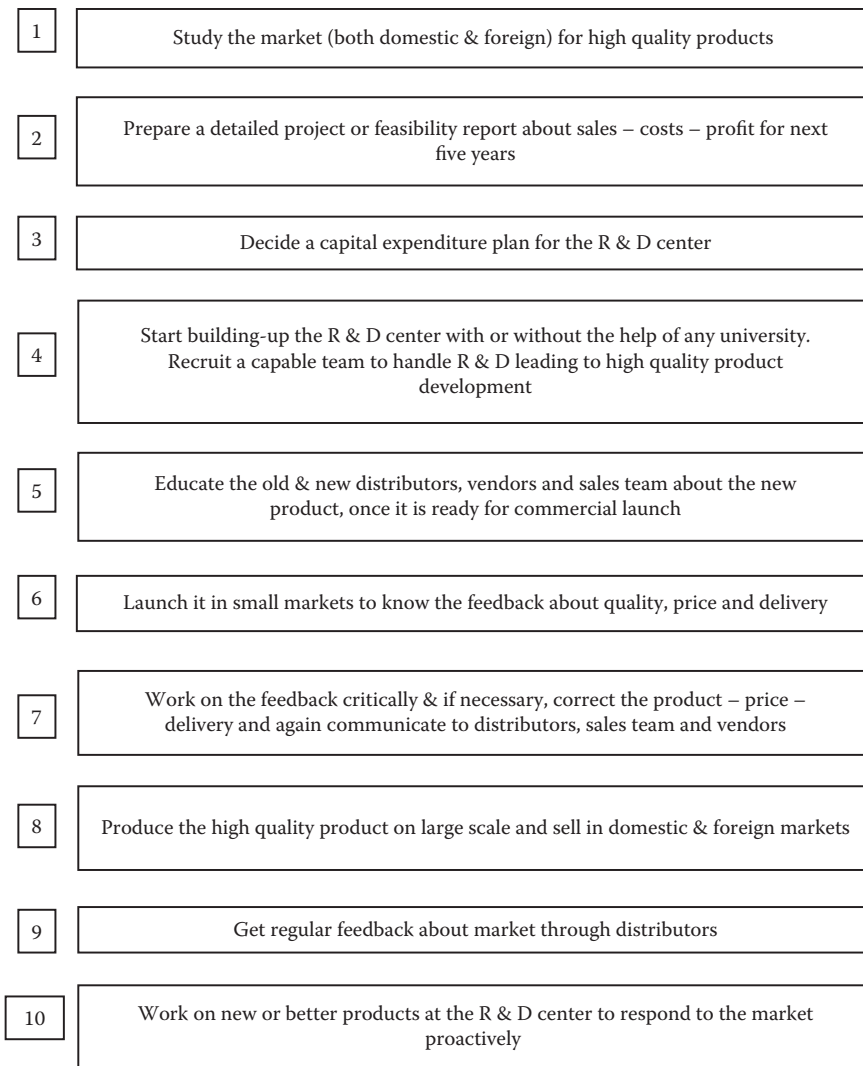 1
Study the market (both domestic & foreign) for high quality products
2
Prepare a detailed project or feasibility report about sales – costs – profit for next
five years
3
Decide a capital expenditure plan for the R & D center
4
Start building-up the R & D center with or without the help of any university.
Recruit a capable team to handle R & D leading to high quality product
development
5
Educate the old & new distributors, vendors and sales team about the new
product, once it is ready for commercial launch
6
Launch it in small markets to know the feedback about quality, price and delivery
7
Work on the feedback critically & if necessary, correct the product – price –
delivery and again communicate to distributors, sales team and vendors
8
Produce the high quality product on large scale and sell in domestic & foreign markets
9
Get regular feedback about market through distributors
10
Work on new or better products at the R & D center to respond to the market
proactively